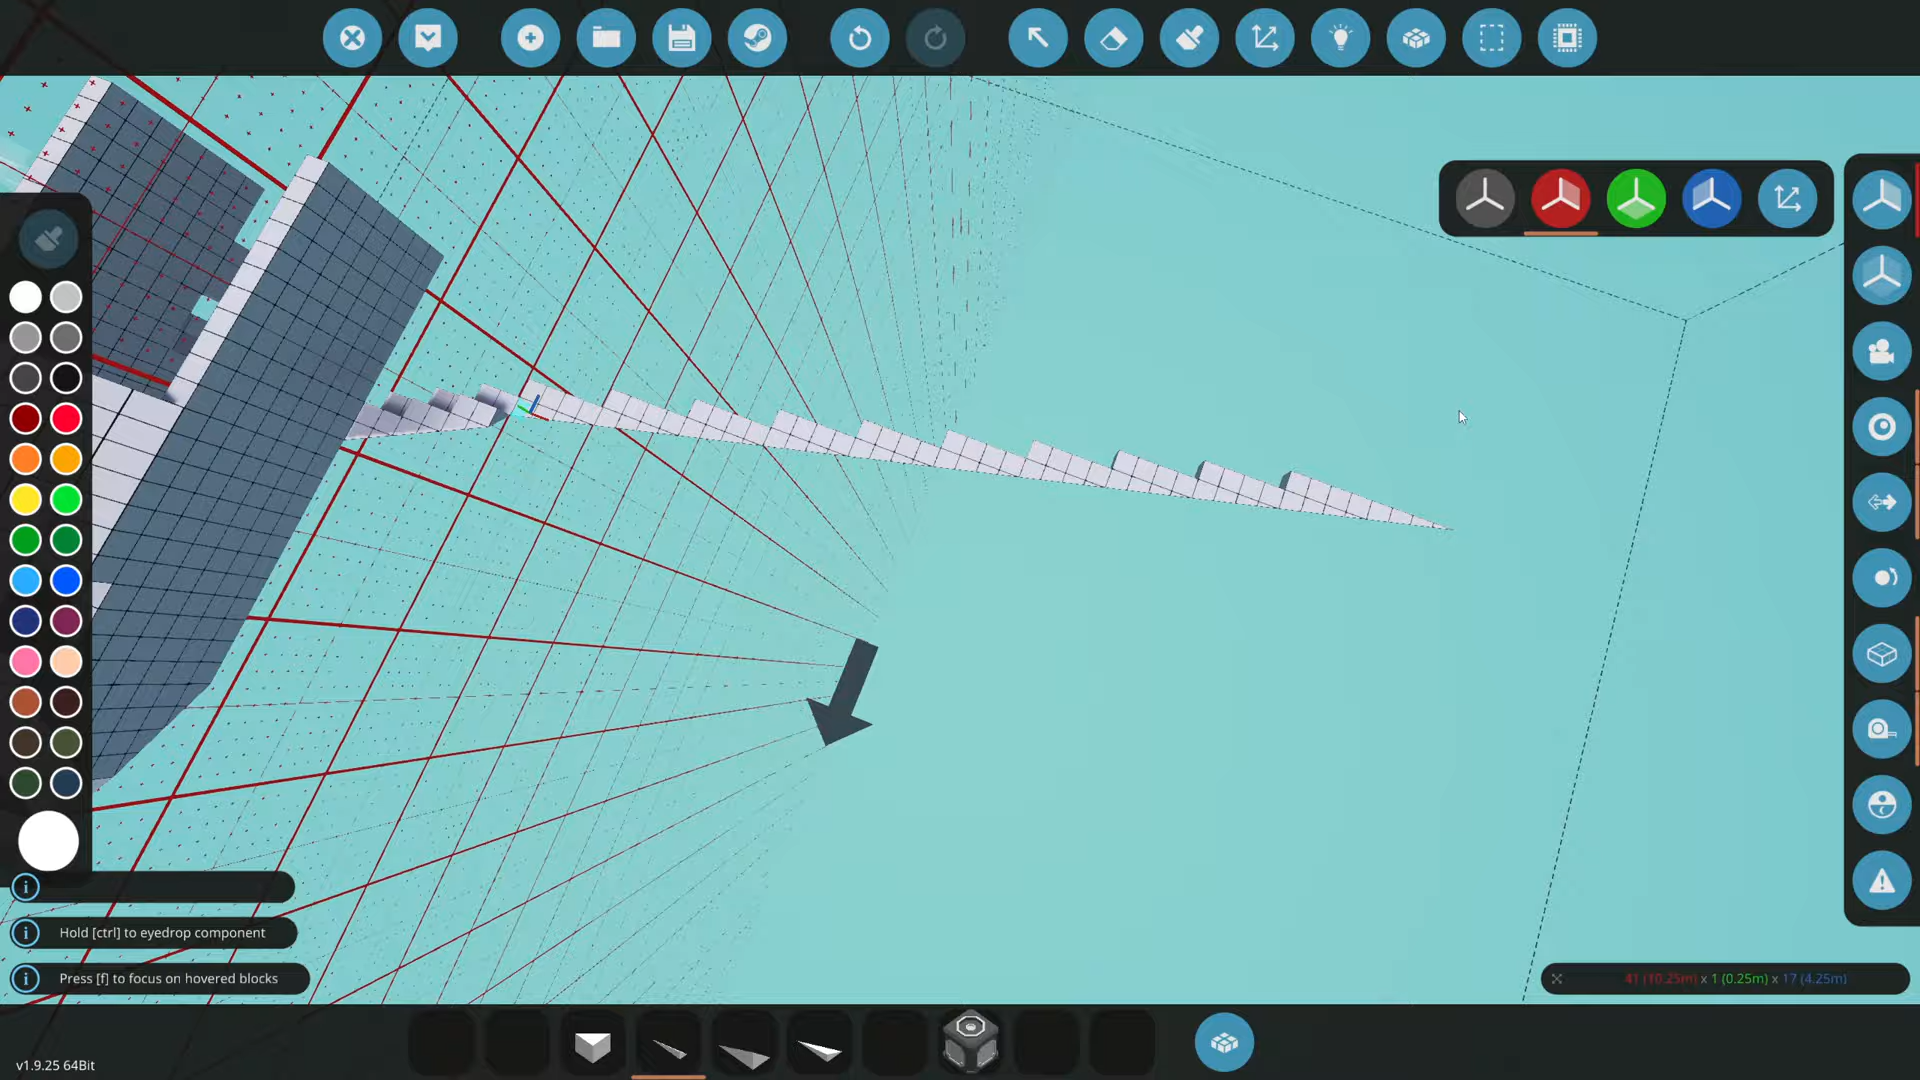 Hold [ctrl] to eyedrop component
Press [f] to focus on hovered blocks
41 (10.25m) x 1 (0.25m) x 17 (4.25m)
v1.9.25 64Bit